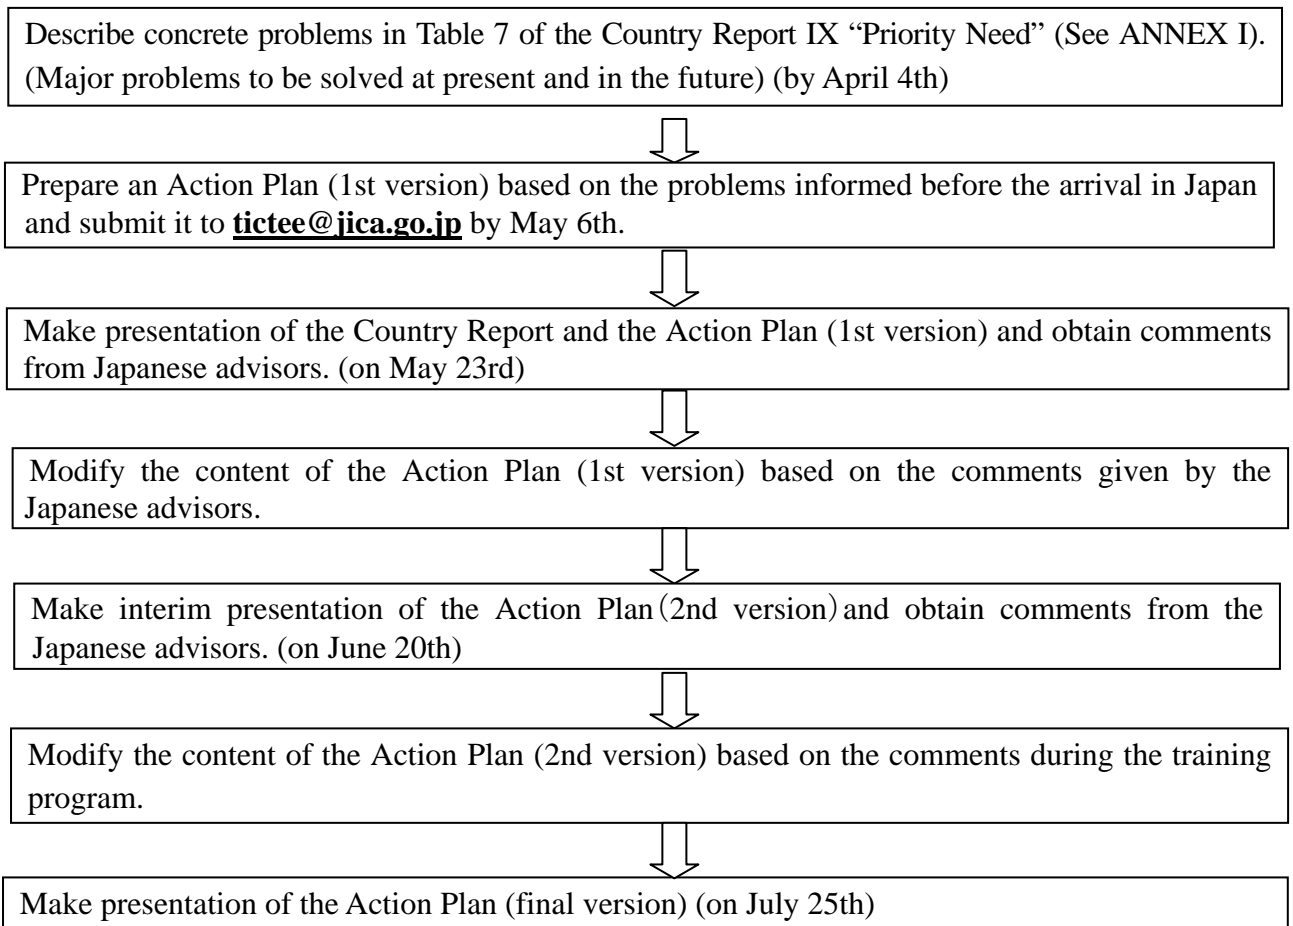 Describe concrete problems in Table 7 of the Country Report IX “Priority Need” (See ANNEX I).
(Major problems to be solved at present and in the future) (by April 4th)
Prepare an Action Plan (1st version) based on the problems informed before the arrival in Japan
and submit it to tictee@jica.go.jp by May 6th.
Make presentation of the Country Report and the Action Plan (1st version) and obtain comments
from Japanese advisors. (on May 23rd)
Modify the content of the Action Plan (1st version) based on the comments given by the
Japanese advisors.
Make interim presentation of the Action Plan（2nd version）and obtain comments from the
Japanese advisors. (on June 20th)
Modify the content of the Action Plan (2nd version) based on the comments during the training
program.
Make presentation of the Action Plan (final version) (on July 25th)